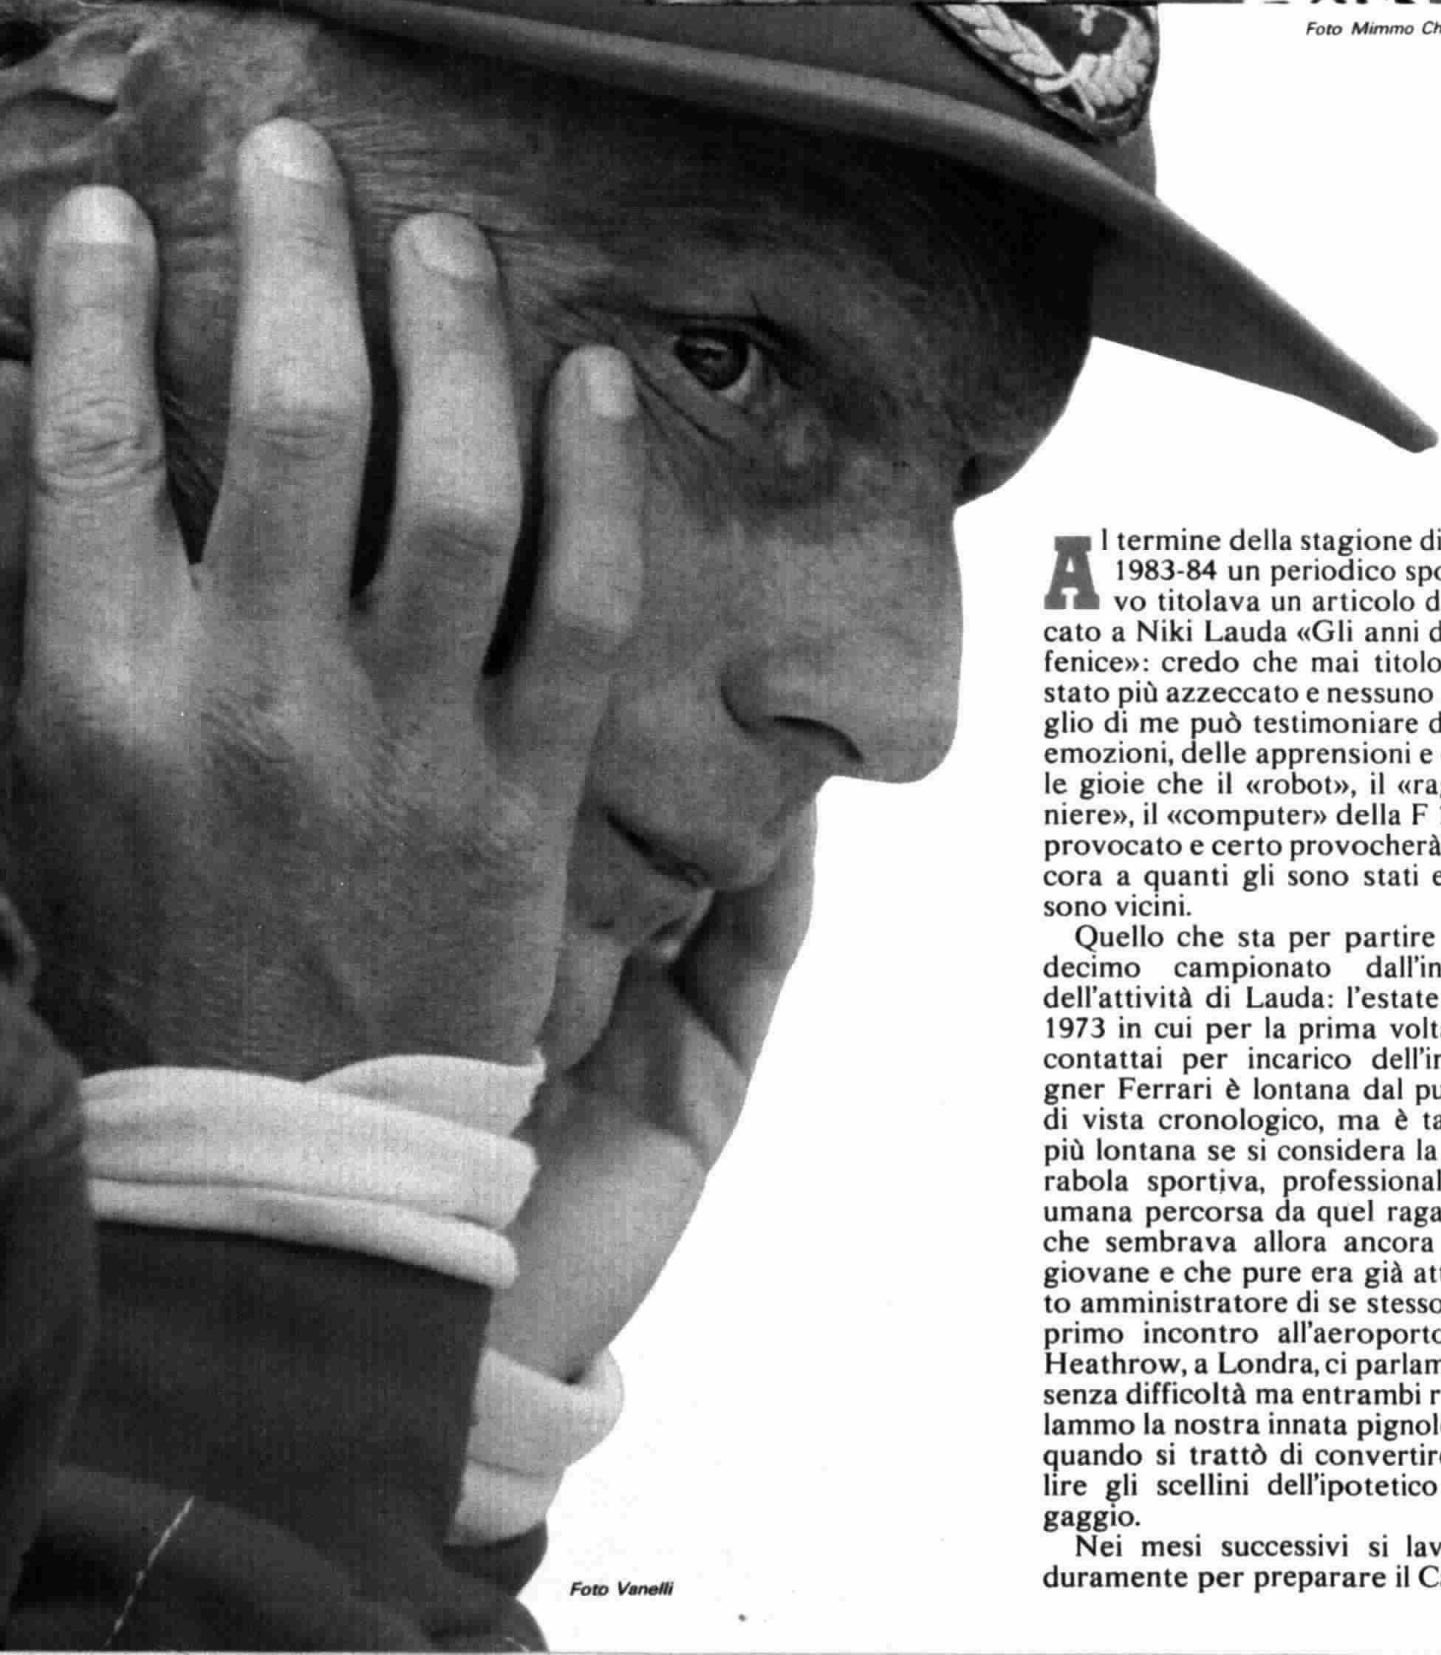 Foto Mimmo Ch
Al termine della stagione di
1983-84 un periodico spo
vo titolava un articolo d
cato a Niki Lauda «Gli anni d
fenice»: credo che mai titolo
stato più azzeccato e nessuno
glio di me può testimoniare d
emozioni, delle apprensioni e
le gioie che il «robot», il «ra
niere», il «computer» della F
provocato e certo provocherà
cora a quanti gli sono stati e
sono vicini.
Quello che sta per partire
decimo campionato dall'in
dell'attività di Lauda: l'estate
1973 in cui per la prima volt
contattai per incarico dell'in
gner Ferrari è lontana dal pu
di vista cronologico, ma è ta
più lontana se si considera la
rabola sportiva, professional
umana percorsa da quel raga
che sembrava allora ancora
giovane e che pure era già att
to amministratore di se stesso
primo incontro all'aeroporto
Heathrow, a Londra, ci parlam
senza difficoltà ma entrambi r
lammo la nostra innata pignol
quando si trattò di convertir
lire gli scellini dell'ipotetico
gaggio.
Nei mesi successivi si lav
duramente per preparare il C
Foto Vanelli